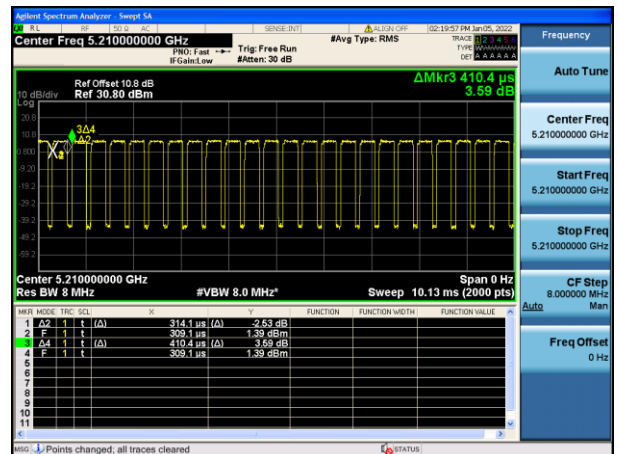 Agilent Spectrum Analyzer - Swept SA
RL RF 50 Ω AC SENSE:INT ALIGN OFF 02:19:57 PM Jan 05, 2022
Center Freq 5.210000000 GHz #Avg Type: RMS TRACE 1 2 3 4 5 6
PNO: Fast Trig: Free Run TYPE
IFGain:Low #Atten: 30 dB DET A A A A A A
Ref Offset 10.8 dB ΔMkr3 410.4 µs
10 dB/div Ref 30.80 dBm 3.59 dB
Log
20.8
10.8
0.800
-9.20
-19.2
-29.2
-39.2
-49.2
-59.2
3Δ4
Δ2
Center 5.210000000 GHz Span 0 Hz
Res BW 8 MHz #VBW 8.0 MHz* Sweep 10.13 ms (2000 pts)
MKR MODE TRC SCL X Y FUNCTION FUNCTION WIDTH FUNCTION VALUE
1 Δ2 1 t (Δ) 314.1 µs (Δ) -2.53 dB
2 F 1 t 309.1 µs 1.39 dBm
3 Δ4 1 t (Δ) 410.4 µs (Δ) 3.59 dB
4 F 1 t 309.1 µs 1.39 dBm
5
6
7
8
9
10
11
MSG Points changed; all traces cleared STATUS
Frequency
Auto Tune
Center Freq
5.210000000 GHz
Start Freq
5.210000000 GHz
Stop Freq
5.210000000 GHz
CF Step
8.000000 MHz
Auto Man
Freq Offset
0 Hz